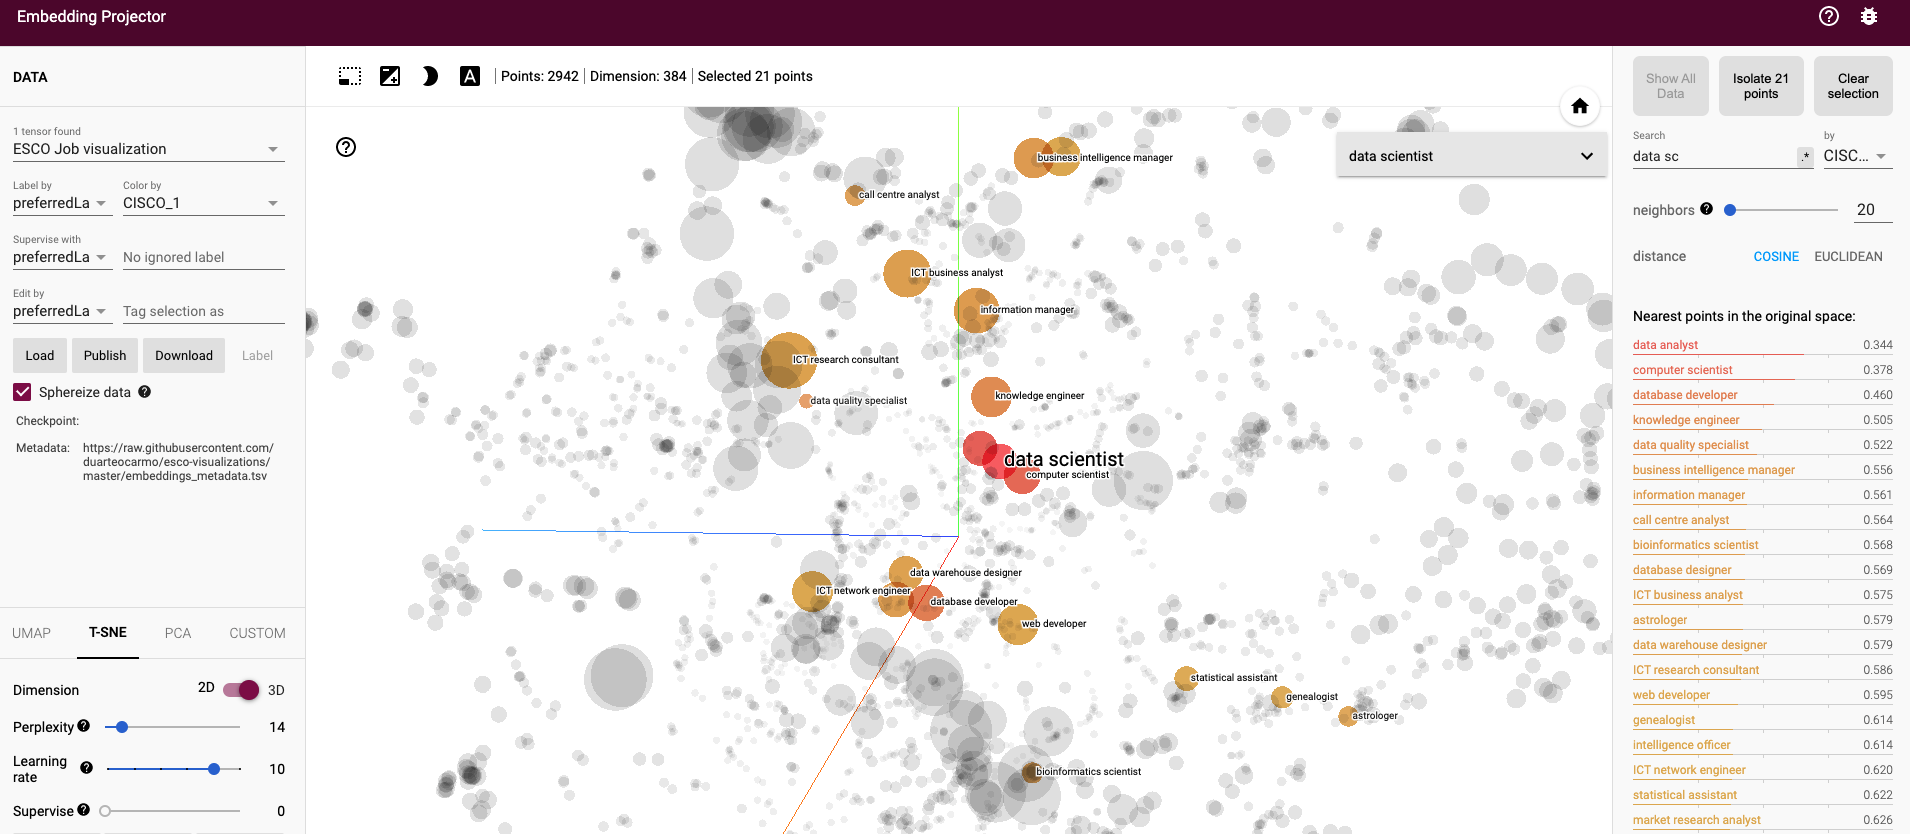 Embedding Projector
DATA
1 tensor found
ESCO Job visualization
Label by
Color by
preferredLa
CISCO_1
Supervise with
preferredLa
No ignored label
Edit by
preferredLa
Tag selection as
Load
Publish
Download
Label
Sphereize data
Checkpoint:
Metadata:
https://raw.githubusercontent.com/
duarteocarmo/esco-visualizations/
master/embeddings_metadata.tsv
UMAP
T-SNE
PCA
CUSTOM
Dimension
2D
3D
Perplexity
14
Learning
rate
10
Supervise
0
A
Points: 2942
Dimension: 384
Selected 21 points
data scientist
business intelligence manager
call centre analyst
ICT business analyst
information manager
ICT research consultant
knowledge engineer
data quality specialist
data scientist
computer scientist
data warehouse designer
ICT network engineer
database developer
web developer
statistical assistant
genealogist
astrologer
bioinformatics scientist
Show All
Data
Isolate 21
points
Clear
selection
Search
by
data sc
.*
CISC...
neighbors
20
distance
COSINE
EUCLIDEAN
Nearest points in the original space:
data analyst 0.344
computer scientist 0.378
database developer 0.460
knowledge engineer 0.505
data quality specialist 0.522
business intelligence manager 0.556
information manager 0.561
call centre analyst 0.564
bioinformatics scientist 0.568
database designer 0.569
ICT business analyst 0.575
astrologer 0.579
data warehouse designer 0.579
ICT research consultant 0.586
web developer 0.595
genealogist 0.614
intelligence officer 0.614
ICT network engineer 0.620
statistical assistant 0.622
market research analyst 0.626